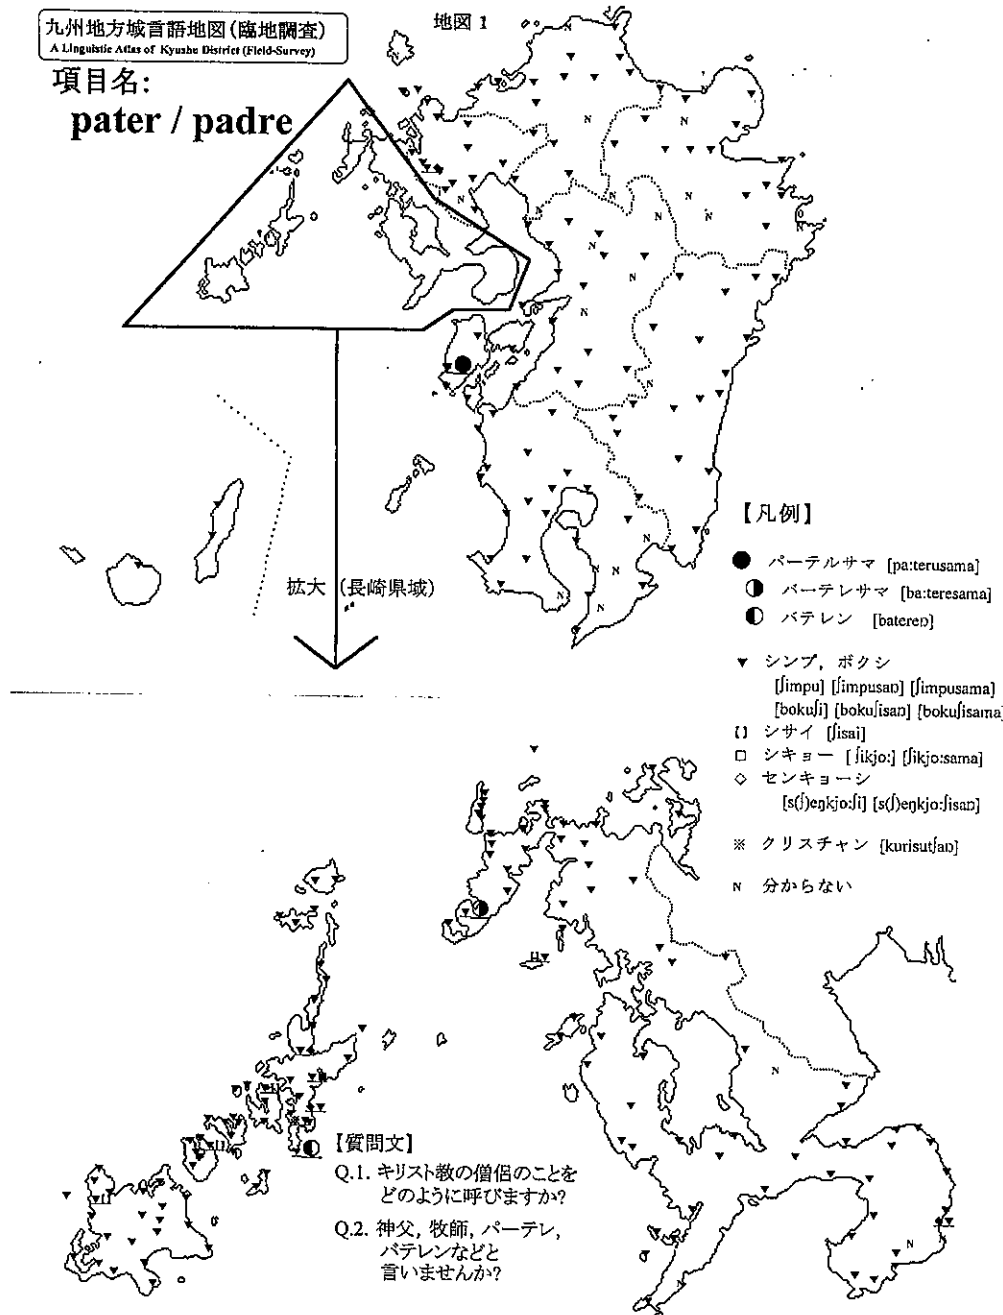 九州地方域言語地図(臨地調査)
A Linguistic Atlas of Kyushu District (Field-Survey)
地図 1
項目名:
pater / padre
拡大 (長崎県域)
【凡例】
● パーテルサマ [pa:terusama]
◑ バーテレサマ [ba:teresama]
◐ バテレン [bateren]
▼ シンプ, ボクシ
[ʃimpu] [ʃimpusaɒ] [ʃimpusama]
[bokuʃi] [bokuʃisaɒ] [bokuʃisama]
シサイ [ʃisai]
□ シキョー [ʃikjo:] [ʃikjo:sama]
◇ センキョーシ
[s(ʃ)eŋkjo:ʃi] [s(ʃ)eŋkjo:ʃisaɒ]
※ クリスチャン [kurisutʃaɒ]
N 分からない
【質問文】
Q.1. キリスト教の僧侶のことを
どのように呼びますか?
Q.2. 神父, 牧師, パーテレ,
バテレンなどと
言いませんか?